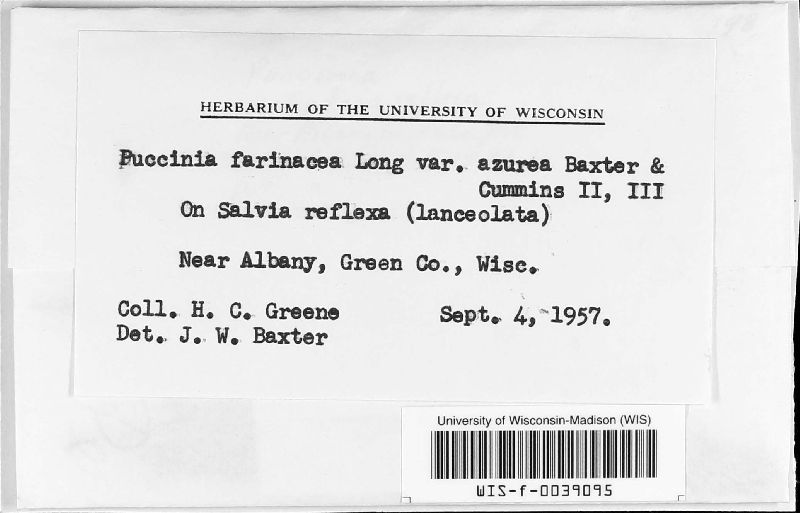 HERBARIUM OF THE UNIVERSITY OF WISCONSIN
Puccinia farinacea Long var. azurea Baxter &
Cummins II, III
On Salvia reflexa (lanceolata)
Near Albany, Green Co., Wisc.
Coll. H. C. Greene Sept. 4, 1957.
Det. J. W. Baxter
University of Wisconsin-Madison (WIS)
WIS-f-0039095